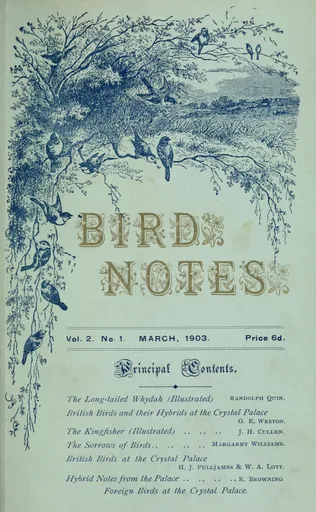 BIRD
NOTES
Vol. 2. No. 1. MARCH, 1903. Price 6d.
Principal Contents.
The Long-tailed Whydah (Illustrated) RANDOLPH QUIN.
British Birds and their Hybrids at the Crystal Palace
G. E. WESTON.
The Kingfisher (Illustrated) . . . . . J. H. CULLEN.
The Sorrows of Birds . . . . . MARGARET WILLIAMS.
British Birds at the Crystal Palace
H. J. FULLJAMES & W. A. LOTT.
Hybrid Notes from the Palace . . . . . E. BROWNING
Foreign Birds at the Crystal Palace.